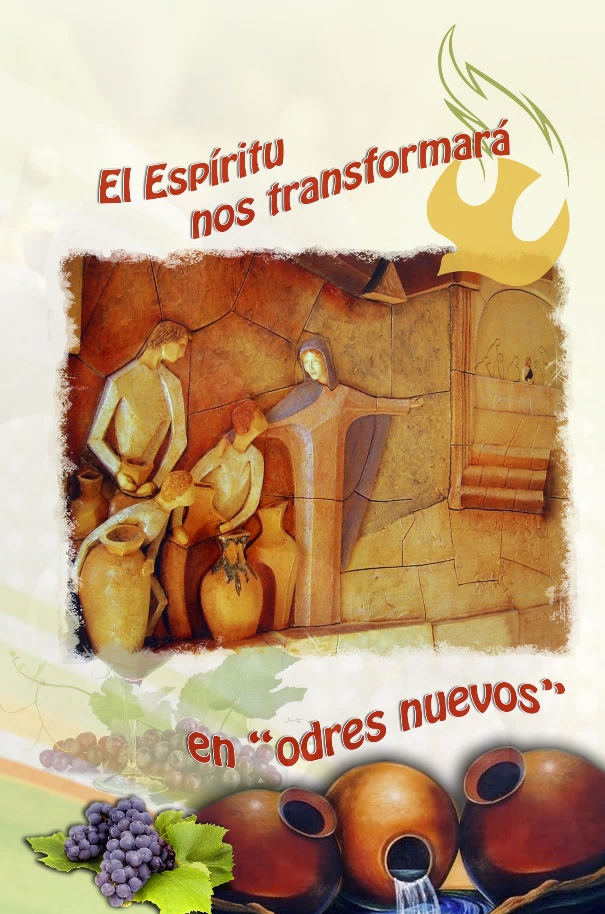 El Espíritu
nos transformará
en “odres nuevos”